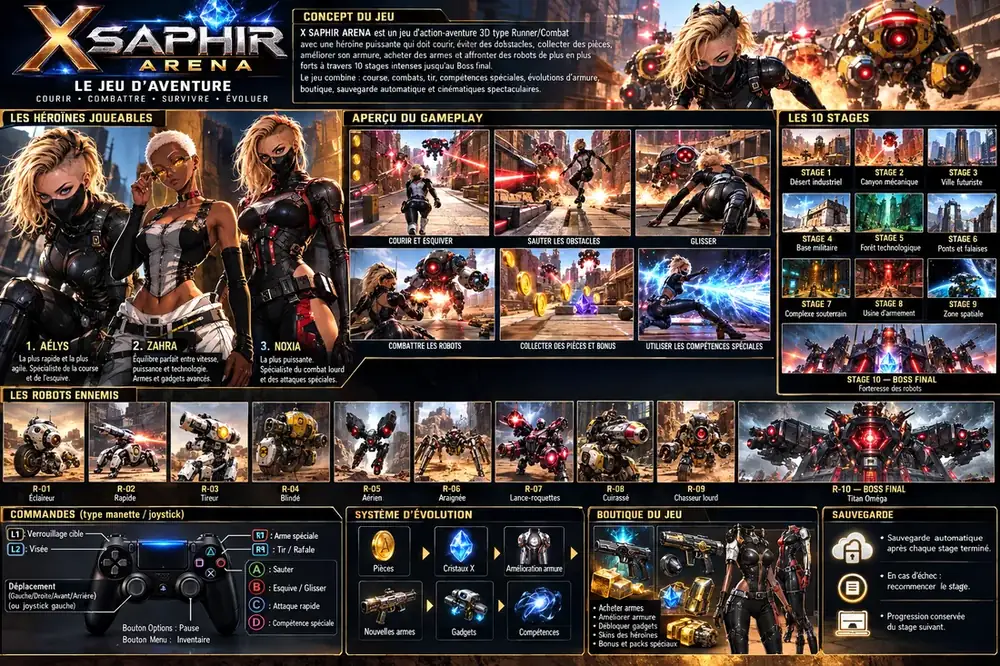 X SAPHIR
ARENA
LE JEU D'AVENTURE
COURIR • COMBATTRE • SURVIVRE • ÉVOLUER
CONCEPT DU JEU
X SAPHIR ARENA est un jeu d'action-aventure 3D type Runner/Combat
avec une héroïne puissante qui doit courir, éviter des dobstacles, collecter des pièces,
améliorer son armure, acheter des armes et affronter des robots de plus en plus
forts à travers 10 stages intenses jusqu'au Boss final.
Le jeu combine : course, combats, tir, compétences spéciales, évolutions d'armure,
boutique, sauvegarde automatique et cinématiques spectaculaires.
LES HÉROÏNES JOUEABLES
1. AÉLYS
La plus rapide et la plus
agile. Spécialiste de la course
et de l'esquive.
2. ZAHRA
Équilibre parfait entre vitesse,
puissance et technologie.
Armes et gadgets avancés.
3. NOXIA
La plus puissante.
Spécialiste du combat lourd
et des attaques spéciales.
APERÇU DU GAMEPLAY
COURIR ET ÉSQUIVER
SAUTER LES OBSTACLES
GLISSER
COMBATTRE LES ROBOTS
COLLECTER DES PIÈCES ET BONUS
UTILISER LES COMPÉTENCES SPÉCIALES
LES 10 STAGES
STAGE 1
Désert industriel
STAGE 2
Canyon mécanique
STAGE 3
Ville futuriste
STAGE 4
Base militaire
STAGE 5
Forêt technologique
STAGE 6
Ponts et falaises
STAGE 7
Complexe souterrain
STAGE 8
Usine d'armement
STAGE 9
Zone spatiale
STAGE 10 — BOSS FINAL
Forteresse des robots
LES ROBOTS ENNEMIS
R-01
Éclaireur
R-02
Rapide
R-03
Tireur
R-04
Blindé
R-05
Aérien
R-06
Araignée
R-07
Lance-roquettes
R-08
Cuirassé
R-09
Chasseur lourd
R-10 — BOSS FINAL
Titan Oméga
COMMANDES (type manette / joystick)
L1 Verrouillage cible
L2 Visée
Déplacement
(Gauche/Droite/Avant/Arrière)
(ou joystick gauche)
Bouton Options : Pause
Bouton Menu : Inventaire
: Arme spéciale
: Tir / Rafale
A : Sauter
B : Esquive / Glisser
C : Attaque rapide
D : Compétence spéciale
SYSTÈME D'ÉVOLUTION
A
Pièces
Cristaux X
Amélioration armure
Nouvelles armes
Gadgets
Compétences
BOUTIQUE DU JEU
• Acheter armes
• Améliorer armure
• Débloquer gadgets
• Skins des héroïnes
• Bonus et packs spéciaux
SAUVEGARDE
• Sauvegarde automatique
après chaque stage terminé.
• En cas d'échec :
recommencer le stage.
• Progression conservée
du stage suivant.